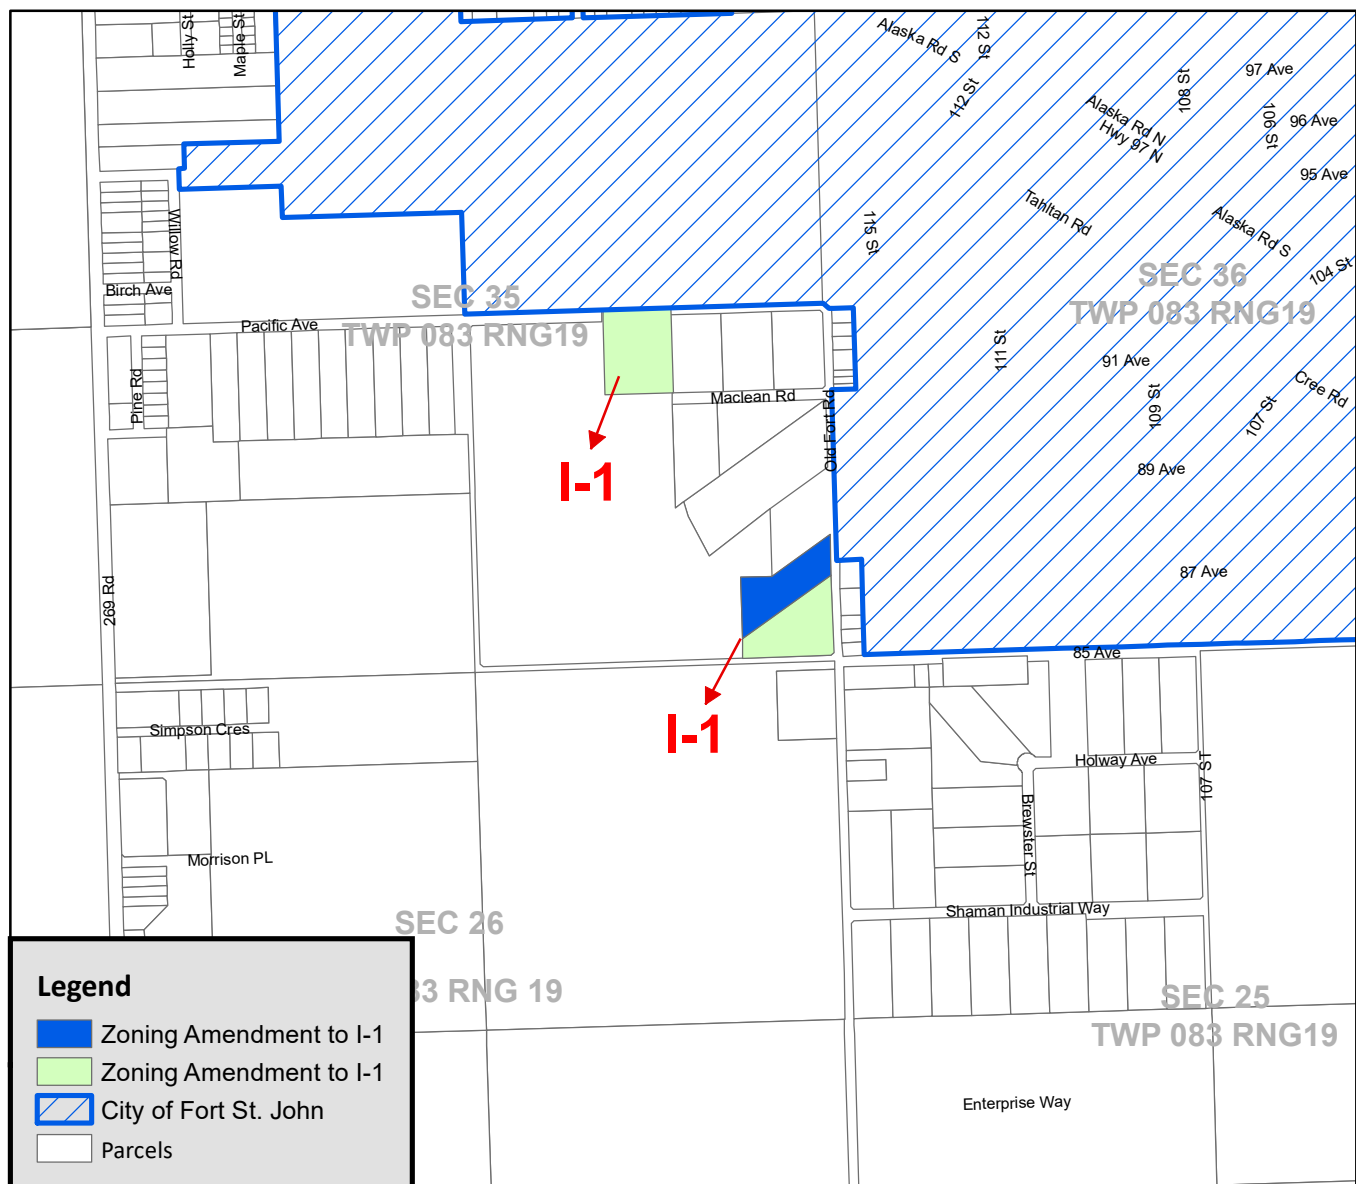 Holly St
Maple St
Alaska Rd S
112 St
112 St
108 St
97 Ave
Alaska Rd N
Hwy 97 N
106 St
96 Ave
95 Ave
Willow Rd
115 St
Tahltan Rd
Alaska Rd S
104 St
Birch Ave
SEC 35
TWP 083 RNG19
SEC 36
TWP 083 RNG19
Pacific Ave
111 St
91 Ave
Pine Rd
Maclean Rd
Old Fort Rd
109 St
107 St
Cree Rd
I-1
89 Ave
269 Rd
87 Ave
85 Ave
I-1
Simpson Cres
Holway Ave
107 ST
Brewster St
Morrison PL
Shaman Industrial Way
SEC 26
33 RNG 19
SEC 25
TWP 083 RNG19
Enterprise Way
Legend
Zoning Amendment to I-1
Zoning Amendment to I-1
City of Fort St. John
Parcels